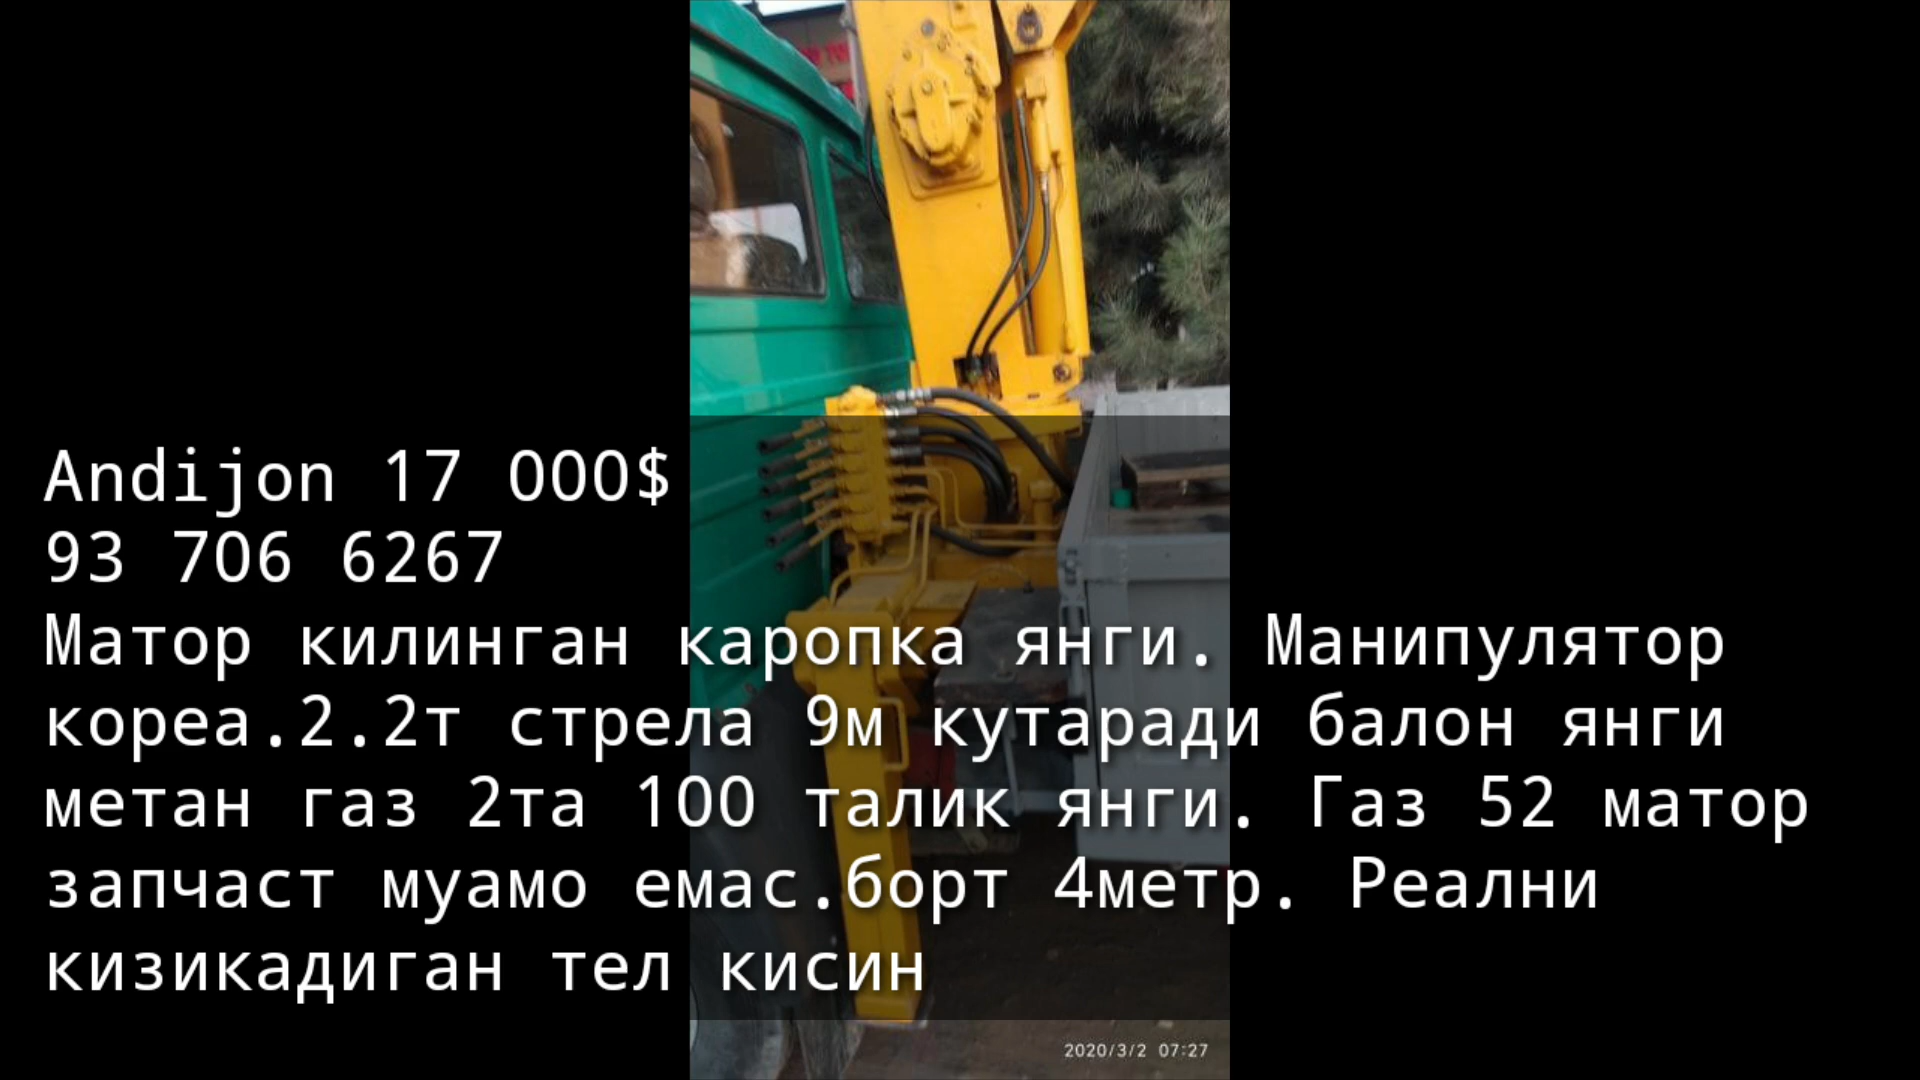 Andijon 17 000$
93 706 6267
Матор килинган каропка янги. Манипулятор
кореа.2.2т стрела 9м кутаради балон янги
метан газ 2та 100 талик янги. Газ 52 матор
запчаст муамо емас.борт 4метр. Реални
кизикадиган тел кисин
2020/3/2 07:27